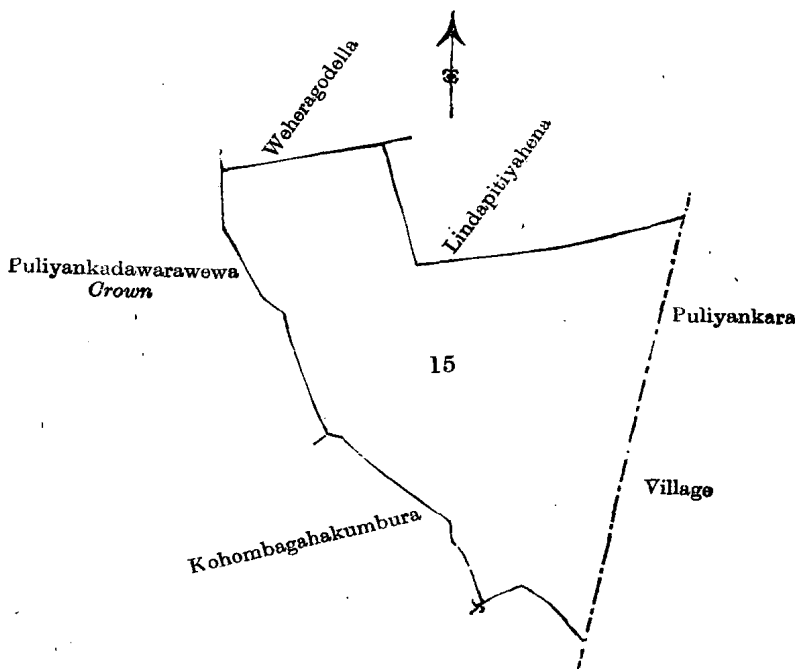 Weheragodella
Lindapitiyahena
Puliyankadawarawewa
Crown
Puliyankara
15
Village
Kohombagahakumbura